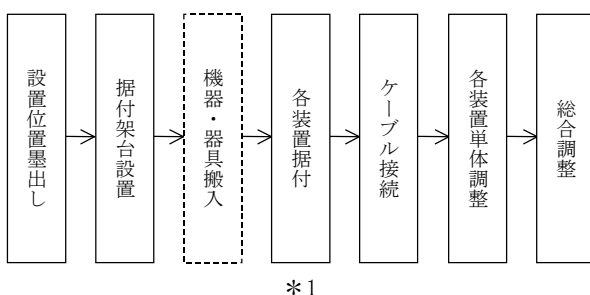 設置位置墨出し
据付架台設置
機器・器具搬入
各装置据付
ケーブル接続
各装置単体調整
総合調整
＊1